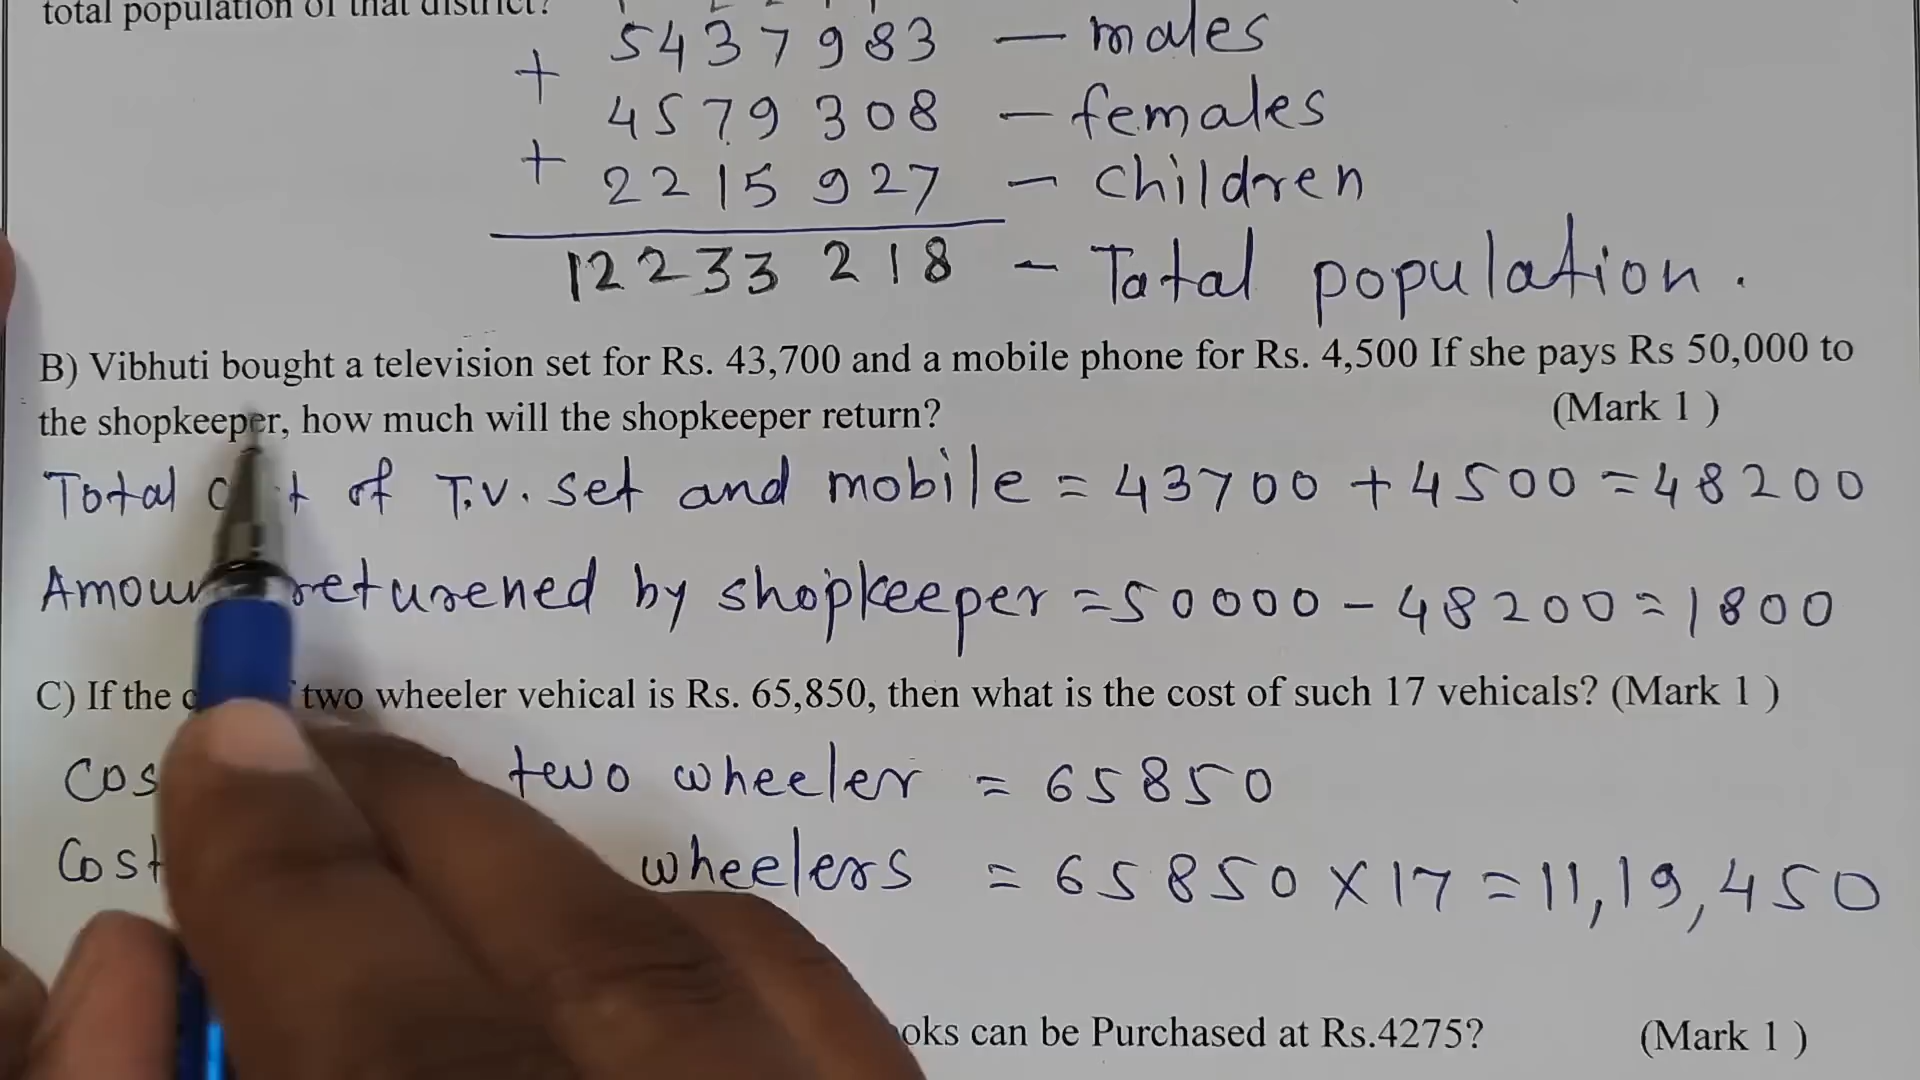 total population of that district?
5437983 — males
+
4579308 — females
+
2215927 — children
12233218 — Total population.
B) Vibhuti bought a television set for Rs. 43,700 and a mobile phone for Rs. 4,500 If she pays Rs 50,000 to
the shopkeeper, how much will the shopkeeper return? (Mark 1 )
Total of T.V. set and mobile = 43700 + 4500 = 48200
returened by shopkeeper = 50000 - 48200 = 1800
C) If the two wheeler vehical is Rs. 65,850, then what is the cost of such 17 vehicals? (Mark 1 )
two wheeler = 65850
Cost wheelers = 65850 X 17 = 11,19,450
can be Purchased at Rs.4275? (Mark 1 )